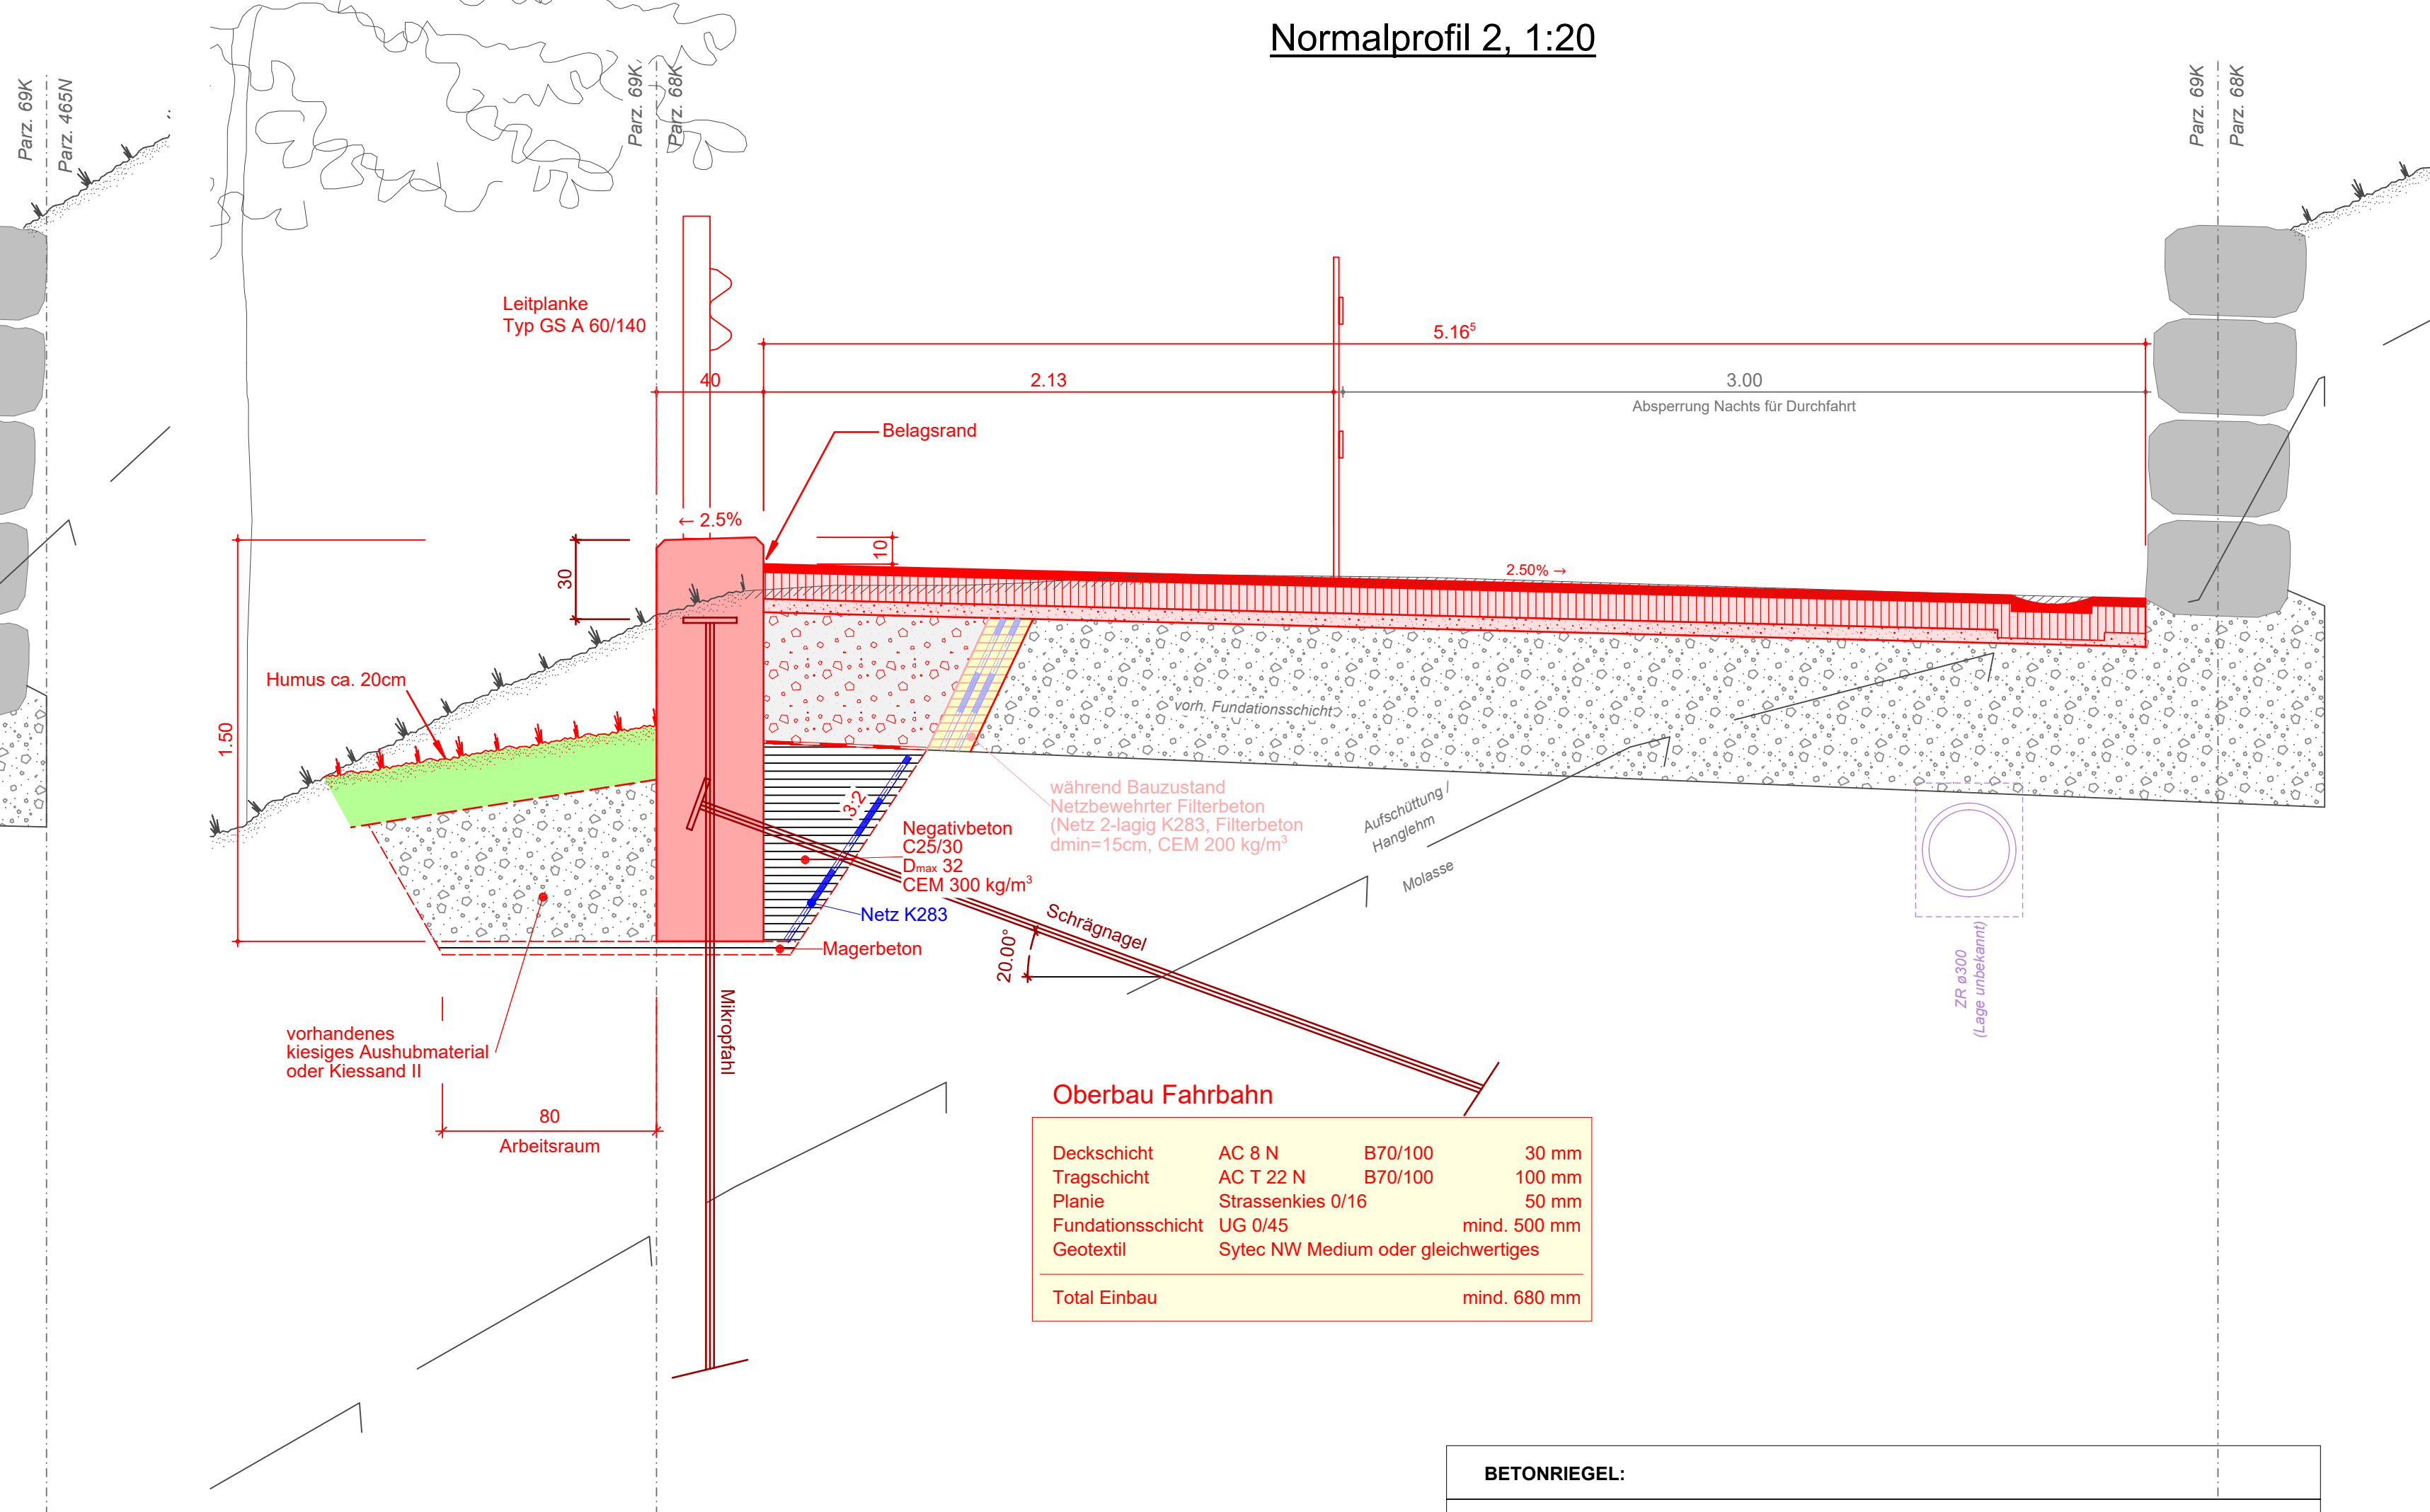 Normalprofil 2, 1:20
Parz. 69K
Parz. 465N
Parz. 69K
Parz. 68K
Parz. 69K
Parz. 68K
Leitplanke
Typ GS A 60/140
5.16⁵
40
2.13
3.00
Absperrung Nachts für Durchfahrt
Belagsrand
← 2.5%
10
30
2.50% →
Humus ca. 20cm
1.50
vorh. Fundationsschicht
3:2
während Bauzustand
Netzbewehrter Filterbeton
(Netz 2-lagig K283, Filterbeton
dmin=15cm, CEM 200 kg/m³
Aufschüttung /
Hanglehm
Molasse
Negativbeton
C25/30
Dmax 32
CEM 300 kg/m³
Netz K283
Magerbeton
Schrägnagel
20.00°
ZR ø300
(Lage unbekannt)
Mikropfahl
vorhandenes
kiesiges Aushubmaterial
oder Kiessand II
80
Arbeitsraum
Oberbau Fahrbahn
Deckschicht AC 8 N B70/100 30 mm
Tragschicht AC T 22 N B70/100 100 mm
Planie Strassenkies 0/16 50 mm
Fundationsschicht UG 0/45 mind. 500 mm
Geotextil Sytec NW Medium oder gleichwertiges
Total Einbau mind. 680 mm
BETONRIEGEL: